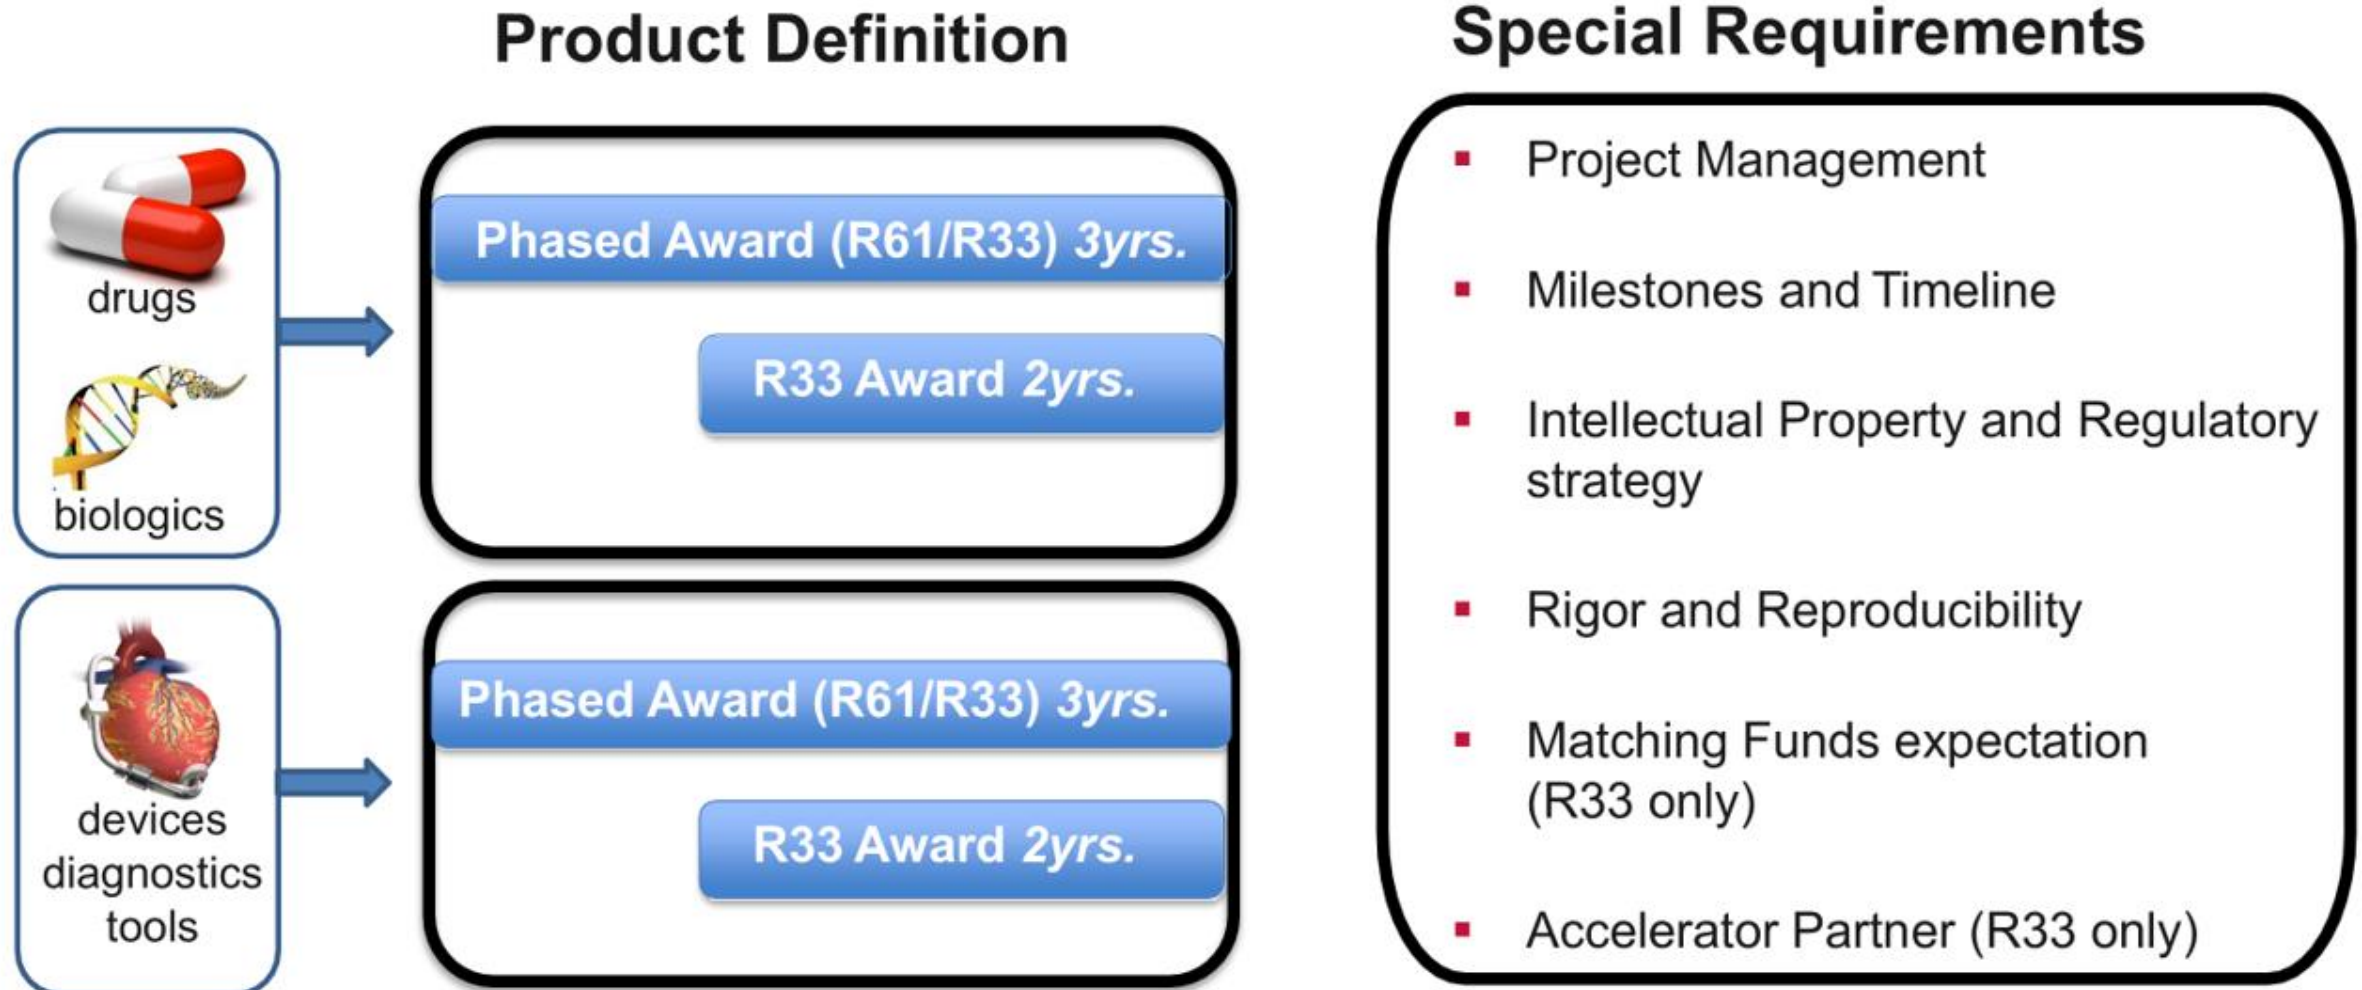 Product Definition
Special Requirements
drugs
biologics
Phased Award (R61/R33) 3yrs.
R33 Award 2yrs.
devices
diagnostics
tools
Phased Award (R61/R33) 3yrs.
R33 Award 2yrs.
Project Management
Milestones and Timeline
Intellectual Property and Regulatory
strategy
Rigor and Reproducibility
Matching Funds expectation
(R33 only)
Accelerator Partner (R33 only)